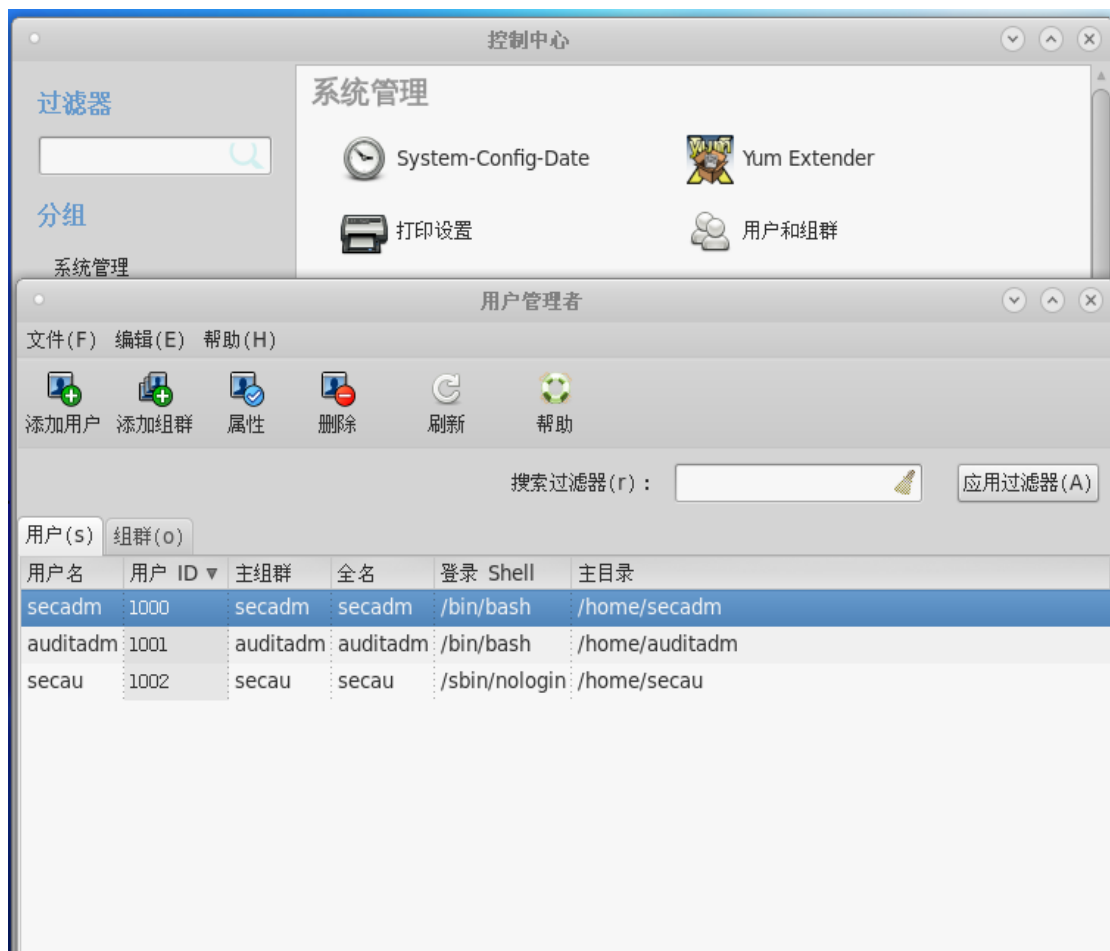 控制中心
过滤器
系统管理
System-Config-Date
Yum Extender
分组
打印设置
用户和组群
系统管理
用户管理者
文件(F) 编辑(E) 帮助(H)
添加用户 添加组群 属性 删除 刷新 帮助
搜索过滤器(r)：
应用过滤器(A)
用户(s) 组群(o)
用户名 用户 ID 主组群 全名 登录 Shell 主目录
secadm 1000 secadm secadm /bin/bash /home/secadm
auditadm 1001 auditadm auditadm /bin/bash /home/auditadm
secau 1002 secau secau /sbin/nologin /home/secau